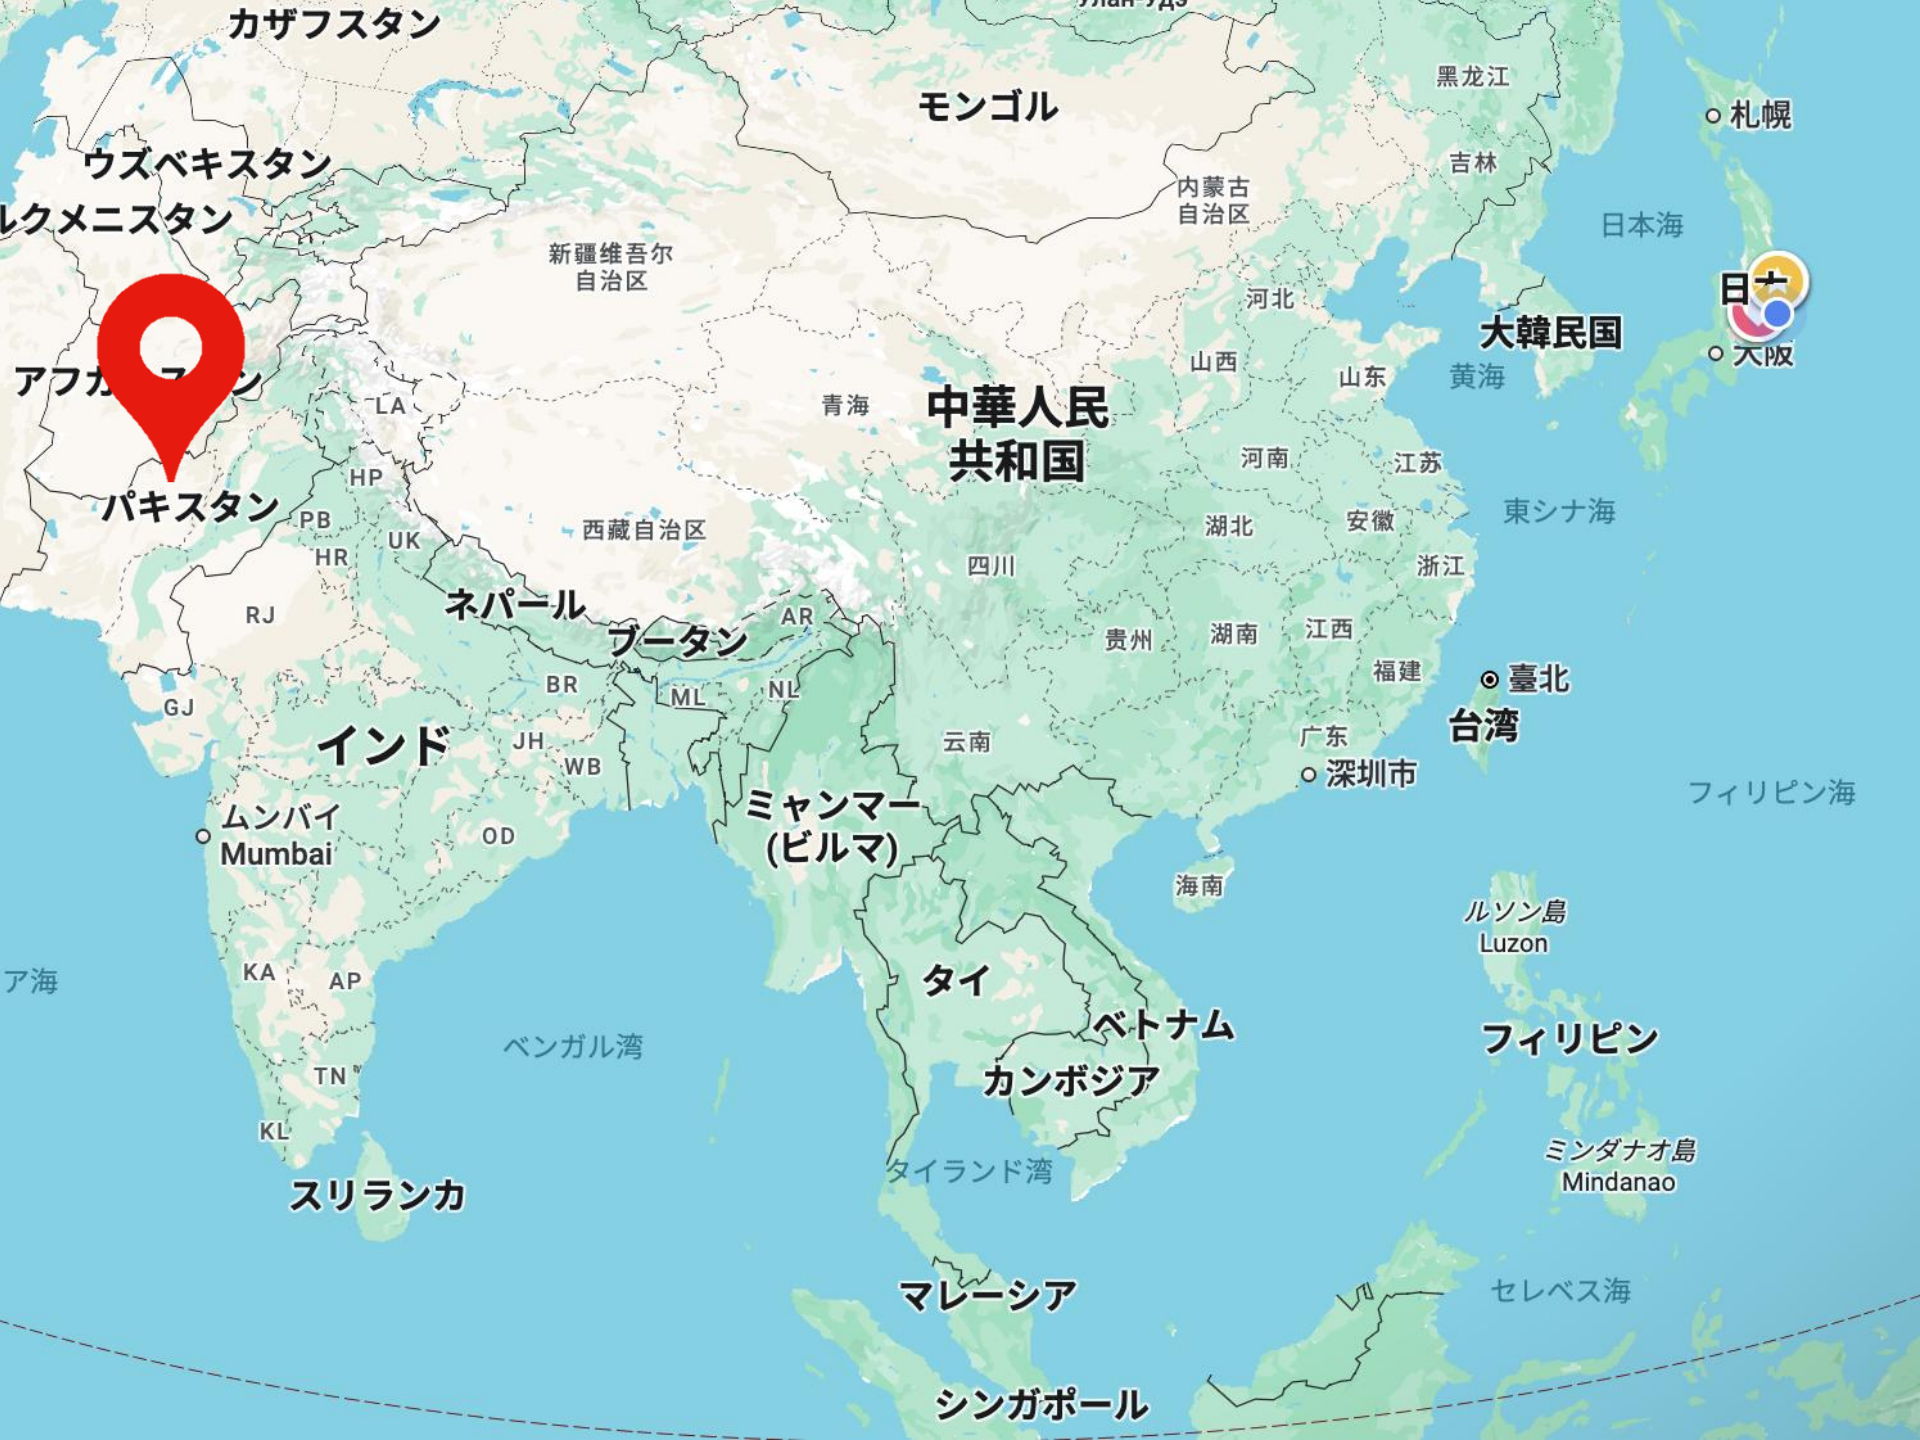 Улан-Удэ
カザフスタン
モンゴル
黑龙江
札幌
ウズベキスタン
吉林
内蒙古
自治区
ルクメニスタン
日本海
新疆维吾尔
自治区
河北
大韓民国
大阪
山西
山东
黄海
LA
青海
中華人民
共和国
河南
江苏
HP
パキスタン
PB
UK
HR
西藏自治区
湖北
安徽
東シナ海
四川
浙江
RJ
ネパール
ブータン
AR
贵州
湖南
江西
福建
臺北
台湾
BR
ML
NL
GJ
インド
JH
WB
云南
广东
深圳市
フィリピン海
ムンバイ
Mumbai
OD
ミャンマー
(ビルマ)
海南
ルソン島
Luzon
KA
AP
ア海
タイ
ベンガル湾
ベトナム
フィリピン
TN
カンボジア
KL
タイランド湾
ミンダナオ島
Mindanao
スリランカ
マレーシア
セレベス海
シンガポール